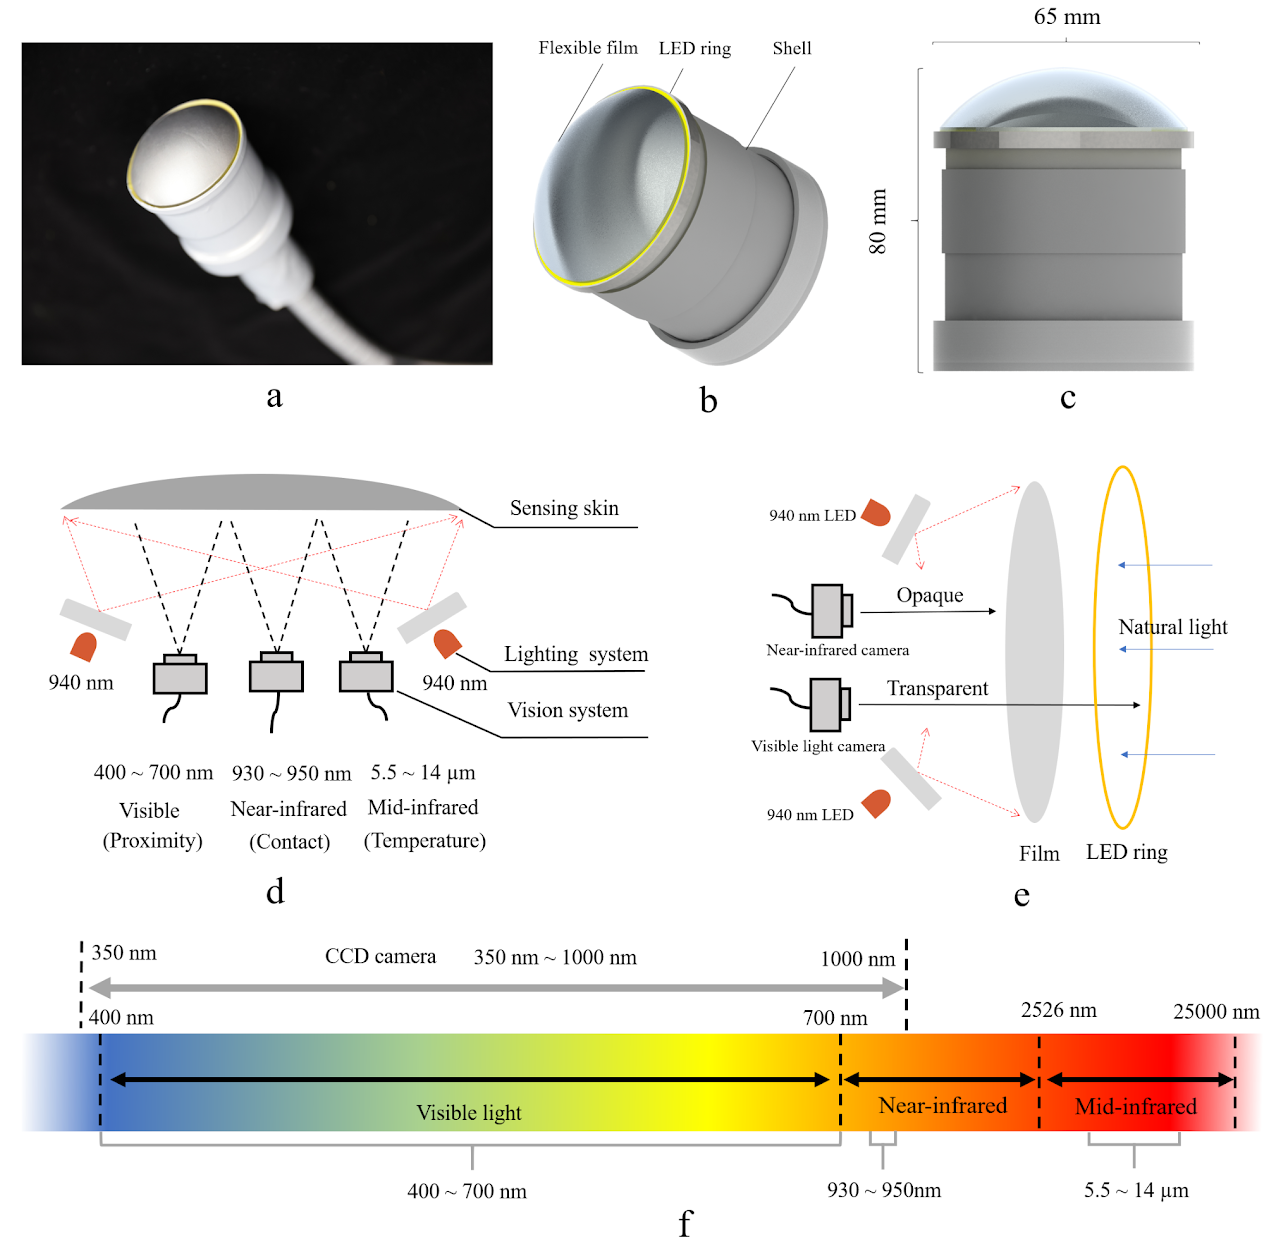 Flexible film
LED ring
Shell
65 mm
80 mm
a
b
c
Sensing skin
Lighting system
Vision system
940 nm
940 nm
400 ~ 700 nm
Visible
(Proximity)
930 ~ 950 nm
Near-infrared
(Contact)
5.5 ~ 14 µm
Mid-infrared
(Temperature)
d
940 nm LED
Opaque
Near-infrared camera
Transparent
Visible light camera
940 nm LED
Natural light
Film
LED ring
e
350 nm
CCD camera
350 nm ~ 1000 nm
1000 nm
400 nm
700 nm
2526 nm
25000 nm
Visible light
Near-infrared
Mid-infrared
400 ~ 700 nm
930 ~ 950nm
5.5 ~ 14 µm
f